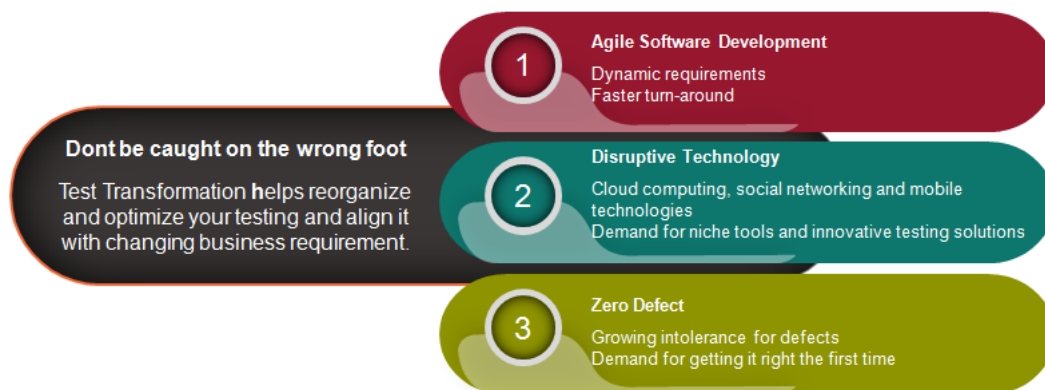 Dont be caught on the wrong foot
Test Transformation helps reorganize
and optimize your testing and align it
with changing business requirement.
1
Agile Software Development
Dynamic requirements
Faster turn-around
2
Disruptive Technology
Cloud computing, social networking and mobile
technologies
Demand for niche tools and innovative testing solutions
3
Zero Defect
Growing intolerance for defects
Demand for getting it right the first time